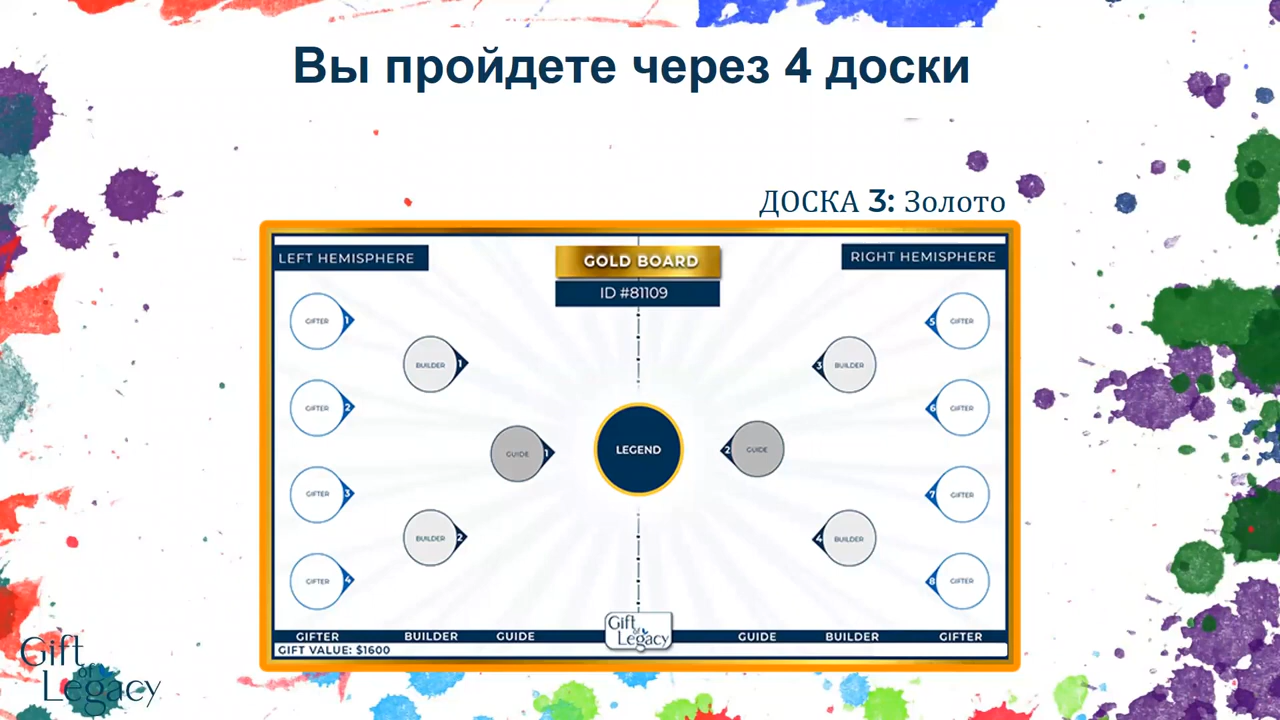 Вы пройдете через 4 доски
ДОСКА 3: Золото
LEFT HEMISPHERE
GOLD BOARD
RIGHT HEMISPHERE
ID #81109
GIFTER 1
5 GIFTER
BUILDER 1
3 BUILDER
GIFTER 2
6 GIFTER
GUIDE 1
LEGEND
2 GUIDE
GIFTER 3
7 GIFTER
BUILDER 2
4 BUILDER
GIFTER 4
8 GIFTER
Gift of Legacy
GIFTER BUILDER GUIDE GUIDE BUILDER GIFTER
GIFT VALUE: $1600
Gift
of
Legacy